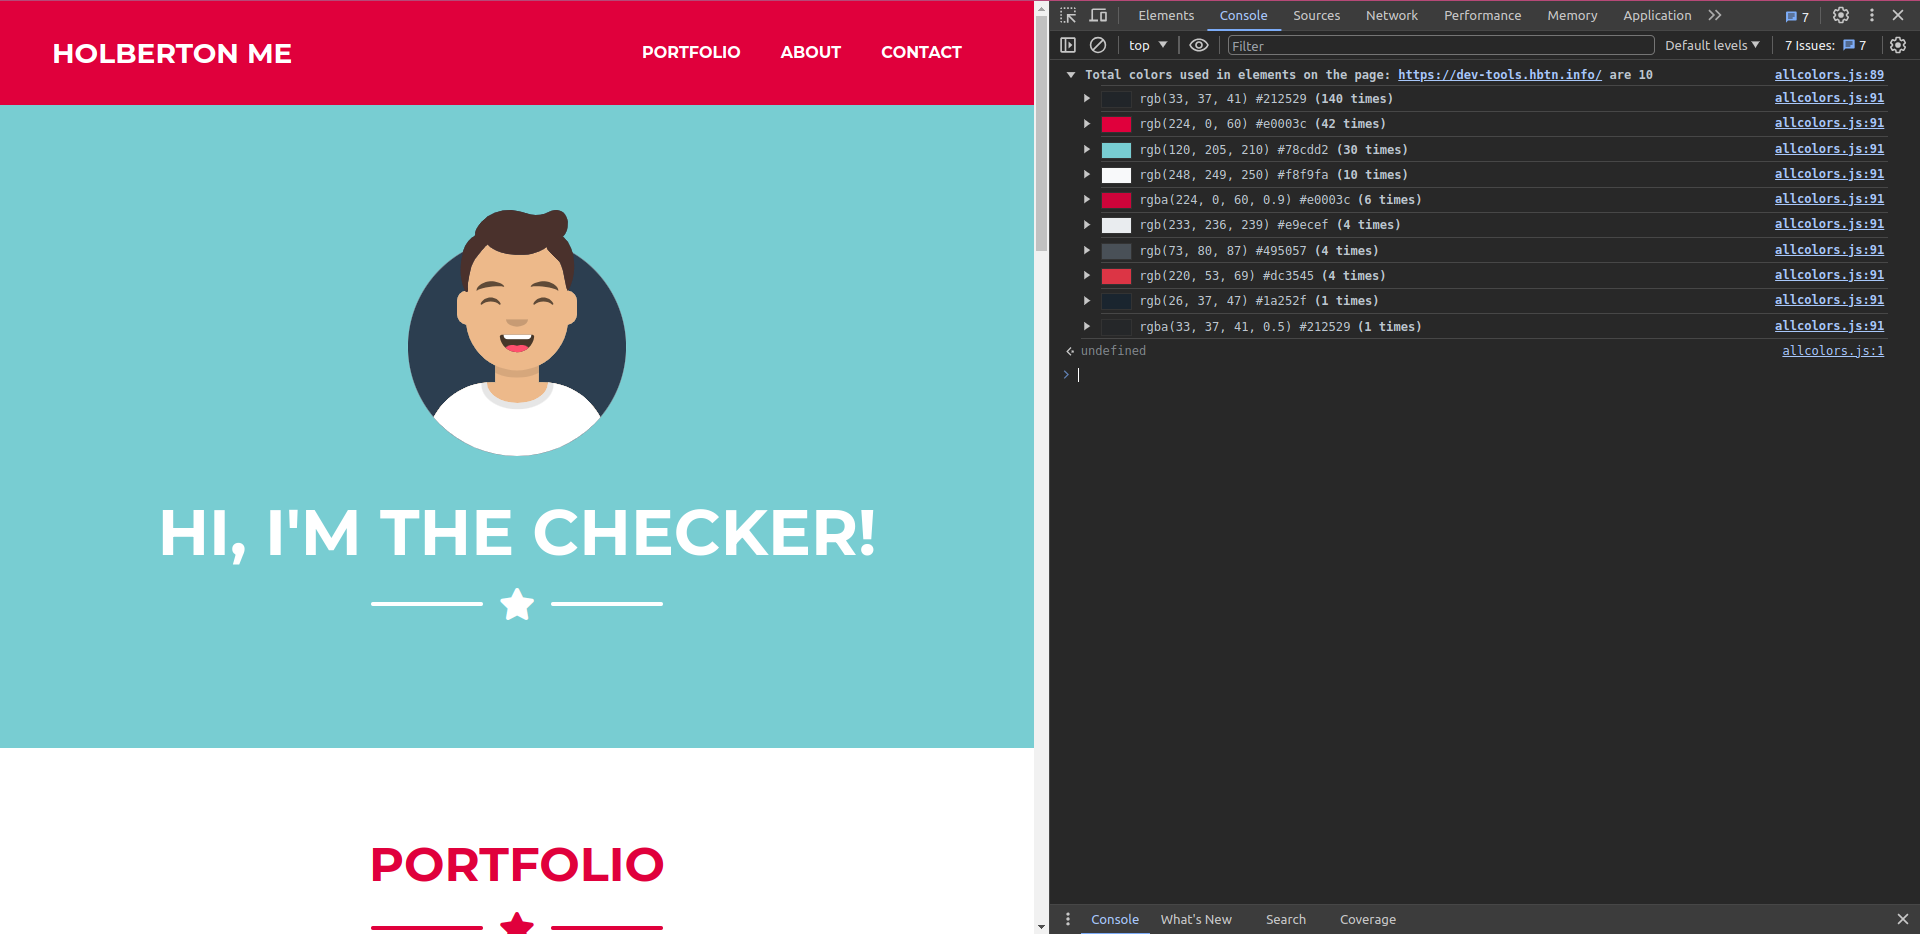 HOLBERTON ME
PORTFOLIO ABOUT CONTACT
HI, I'M THE CHECKER!
PORTFOLIO
Elements Console Sources Network Performance Memory Application 7
top Filter Default levels 7 Issues: 7
Total colors used in elements on the page: https://dev-tools.hbtn.info/ are 10 allcolors.js:89
rgb(33, 37, 41) #212529 (140 times) allcolors.js:91
rgb(224, 0, 60) #e0003c (42 times) allcolors.js:91
rgb(120, 205, 210) #78cdd2 (30 times) allcolors.js:91
rgb(248, 249, 250) #f8f9fa (10 times) allcolors.js:91
rgba(224, 0, 60, 0.9) #e0003c (6 times) allcolors.js:91
rgb(233, 236, 239) #e9ecef (4 times) allcolors.js:91
rgb(73, 80, 87) #495057 (4 times) allcolors.js:91
rgb(220, 53, 69) #dc3545 (4 times) allcolors.js:91
rgb(26, 37, 47) #1a252f (1 times) allcolors.js:91
rgba(33, 37, 41, 0.5) #212529 (1 times) allcolors.js:91
undefined allcolors.js:1
Console What's New Search Coverage